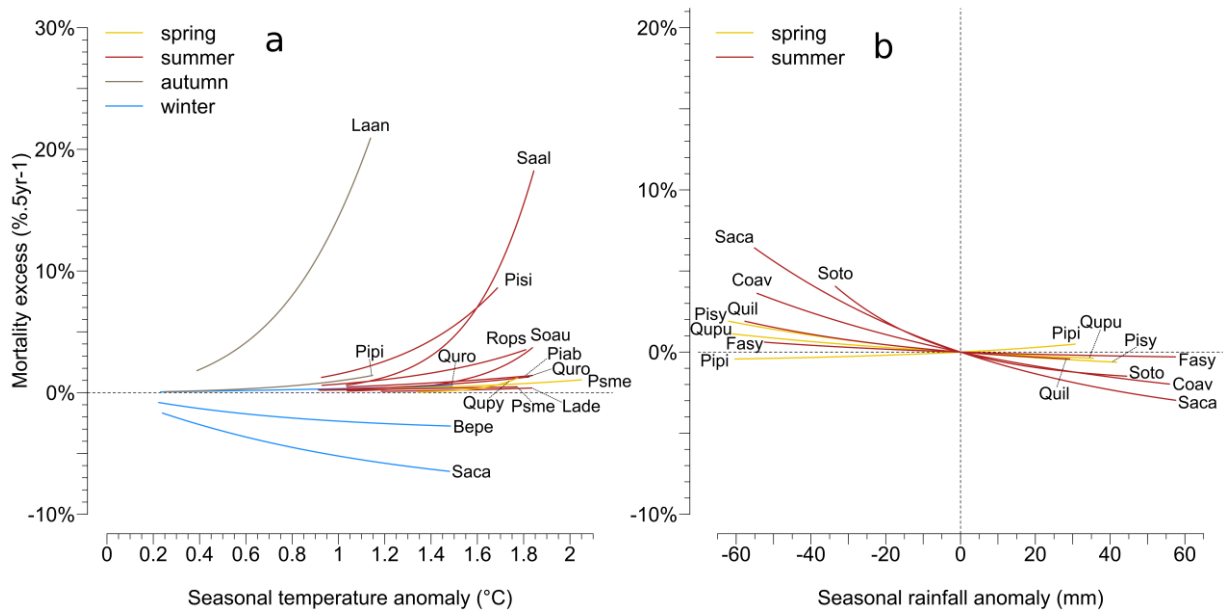 a
spring
summer
autumn
winter
30%
20%
10%
0%
-10%
Mortality excess (%.5yr-1)
Laan
Saal
Pisi
Pipi
Quro
Rops
Soau
Piab
Quro
Psme
Qupy
Psme
Lade
Bepe
Saca
0 0.2 0.4 0.6 0.8 1 1.2 1.4 1.6 1.8 2
Seasonal temperature anomaly (°C)
b
spring
summer
20%
10%
0%
-10%
Saca
Soto
Coav
Pisy
Quil
Qupu
Fasy
Pipi
Pipi
Qupu
Pisy
Fasy
Soto
Quil
Coav
Saca
-60 -40 -20 0 20 40 60
Seasonal rainfall anomaly (mm)